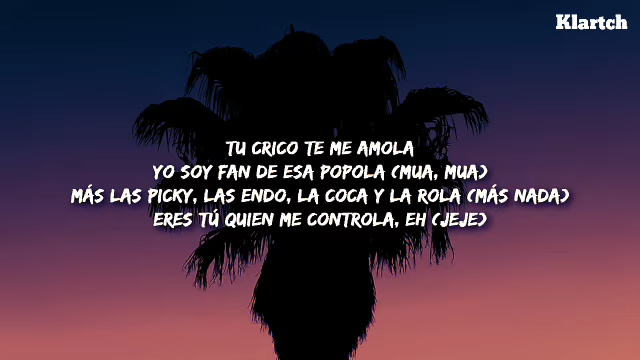 Klartch
TU CRICO TE ME AMOLA
YO SOY FAN DE ESA POPOLA (MUA, MUA)
MÁS LAS PICKY, LAS ENDO, LA COCA Y LA ROLA (MÁS NADA)
ERES TÚ QUIEN ME CONTROLA, EH (JEJE)